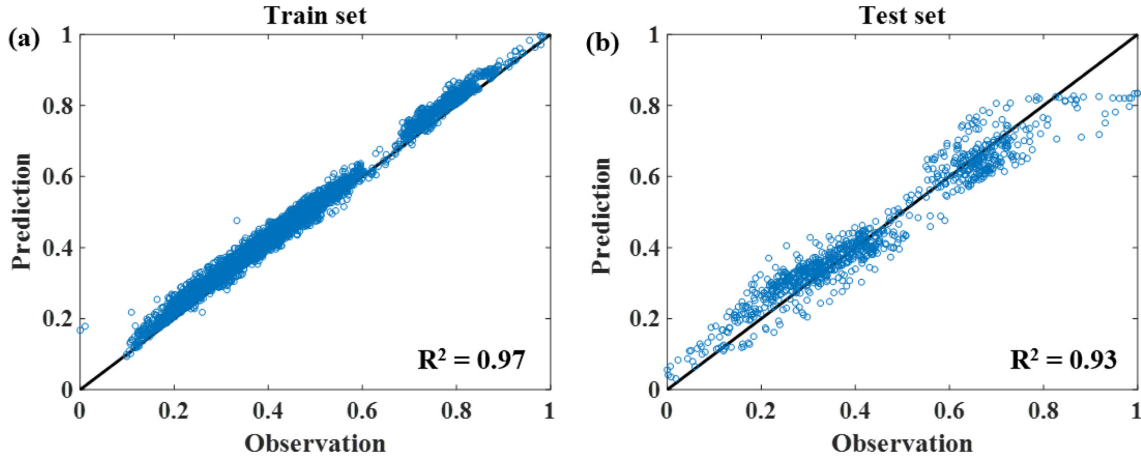 Train set
(a)
1
0.8
0.6
0.4
0.2
0
Prediction
R² = 0.97
0 0.2 0.4 0.6 0.8 1
Observation
Test set
(b)
1
0.8
0.6
0.4
0.2
0
Prediction
R² = 0.93
0 0.2 0.4 0.6 0.8 1
Observation